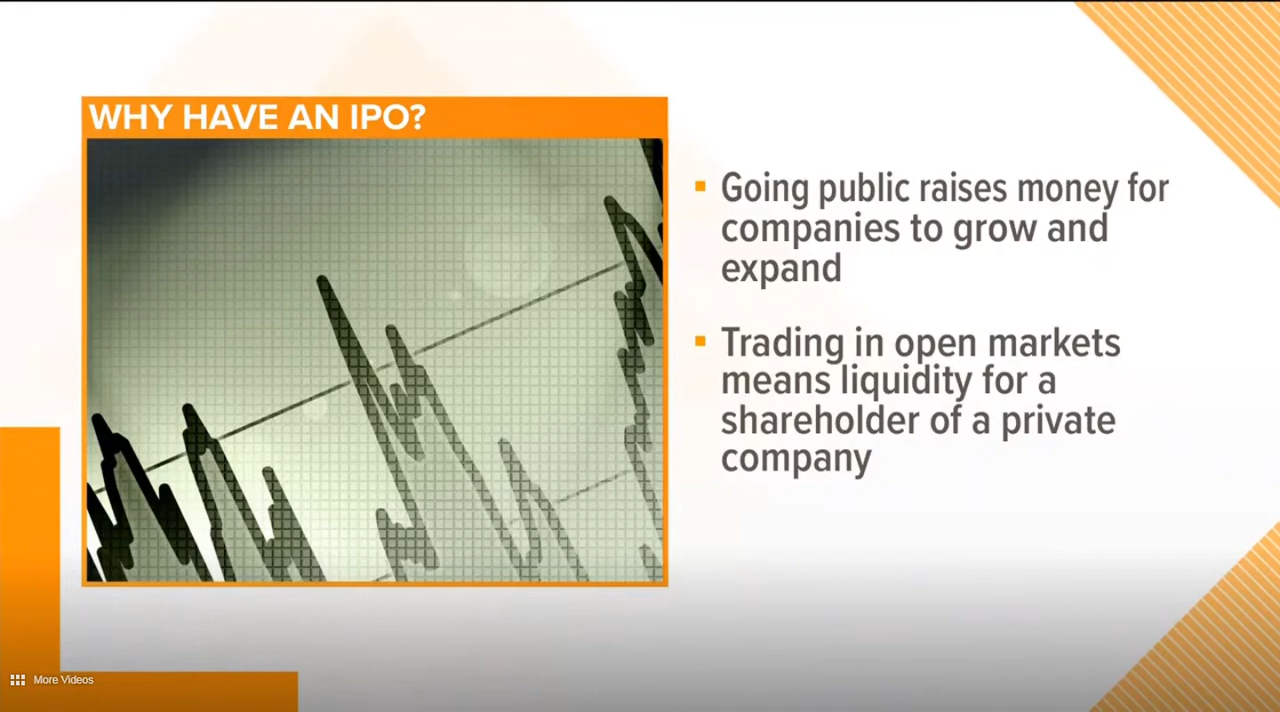 WHY HAVE AN IPO?
Going public raises money for
companies to grow and
expand
Trading in open markets
means liquidity for a
shareholder of a private
company
More Videos